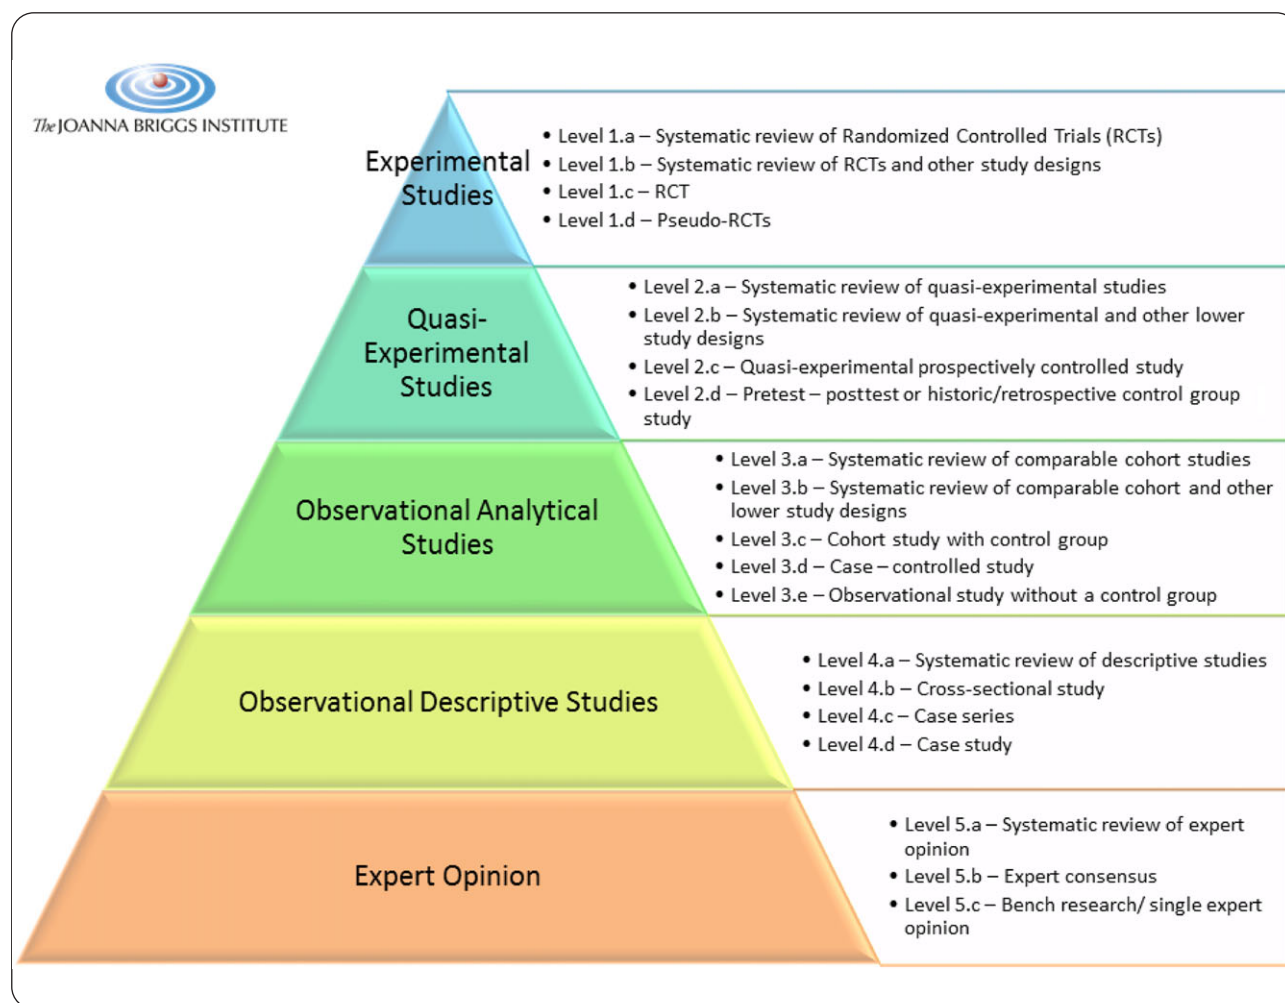 The JOANNA BRIGGS INSTITUTE
Experimental
Studies
• Level 1.a – Systematic review of Randomized Controlled Trials (RCTs)
• Level 1.b – Systematic review of RCTs and other study designs
• Level 1.c – RCT
• Level 1.d – Pseudo-RCTs
Quasi-
Experimental
Studies
• Level 2.a – Systematic review of quasi-experimental studies
• Level 2.b – Systematic review of quasi-experimental and other lower
study designs
• Level 2.c – Quasi-experimental prospectively controlled study
• Level 2.d – Pretest – posttest or historic/retrospective control group
study
Observational Analytical
Studies
• Level 3.a – Systematic review of comparable cohort studies
• Level 3.b – Systematic review of comparable cohort and other
lower study designs
• Level 3.c – Cohort study with control group
• Level 3.d – Case – controlled study
• Level 3.e – Observational study without a control group
Observational Descriptive Studies
• Level 4.a – Systematic review of descriptive studies
• Level 4.b – Cross-sectional study
• Level 4.c – Case series
• Level 4.d – Case study
Expert Opinion
• Level 5.a – Systematic review of expert
opinion
• Level 5.b – Expert consensus
• Level 5.c – Bench research/ single expert
opinion